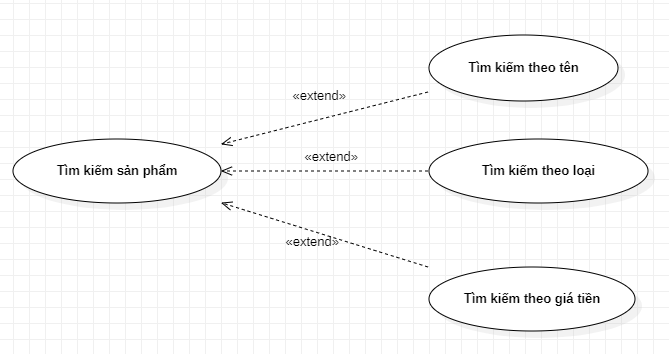 Tìm kiếm theo tên
«extend»
«extend»
Tìm kiếm sản phẩm
Tìm kiếm theo loại
«extend»
Tìm kiếm theo giá tiền